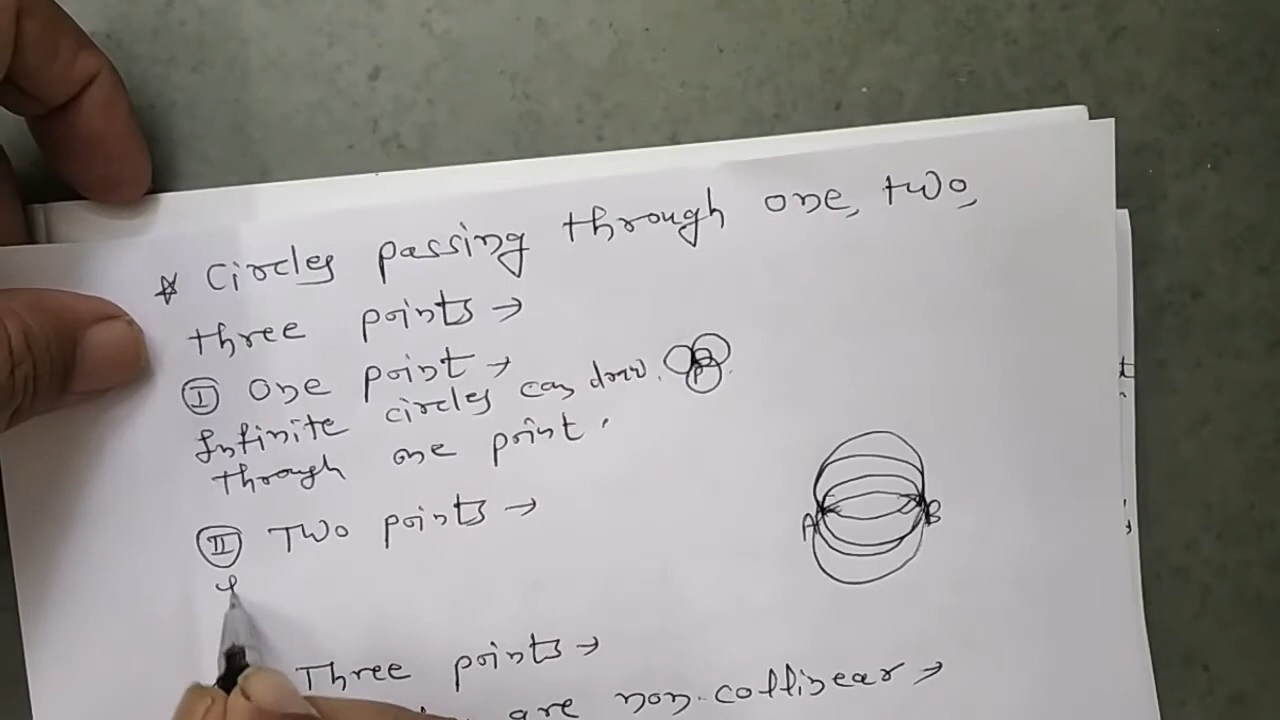 ☆ Circles passing through one, two,
three points →
Ⓘ One point →
Infinite circles can draw.
through one point.
P
Ⓘⓘ Two points →
A B
Three points →
are non-collinear →